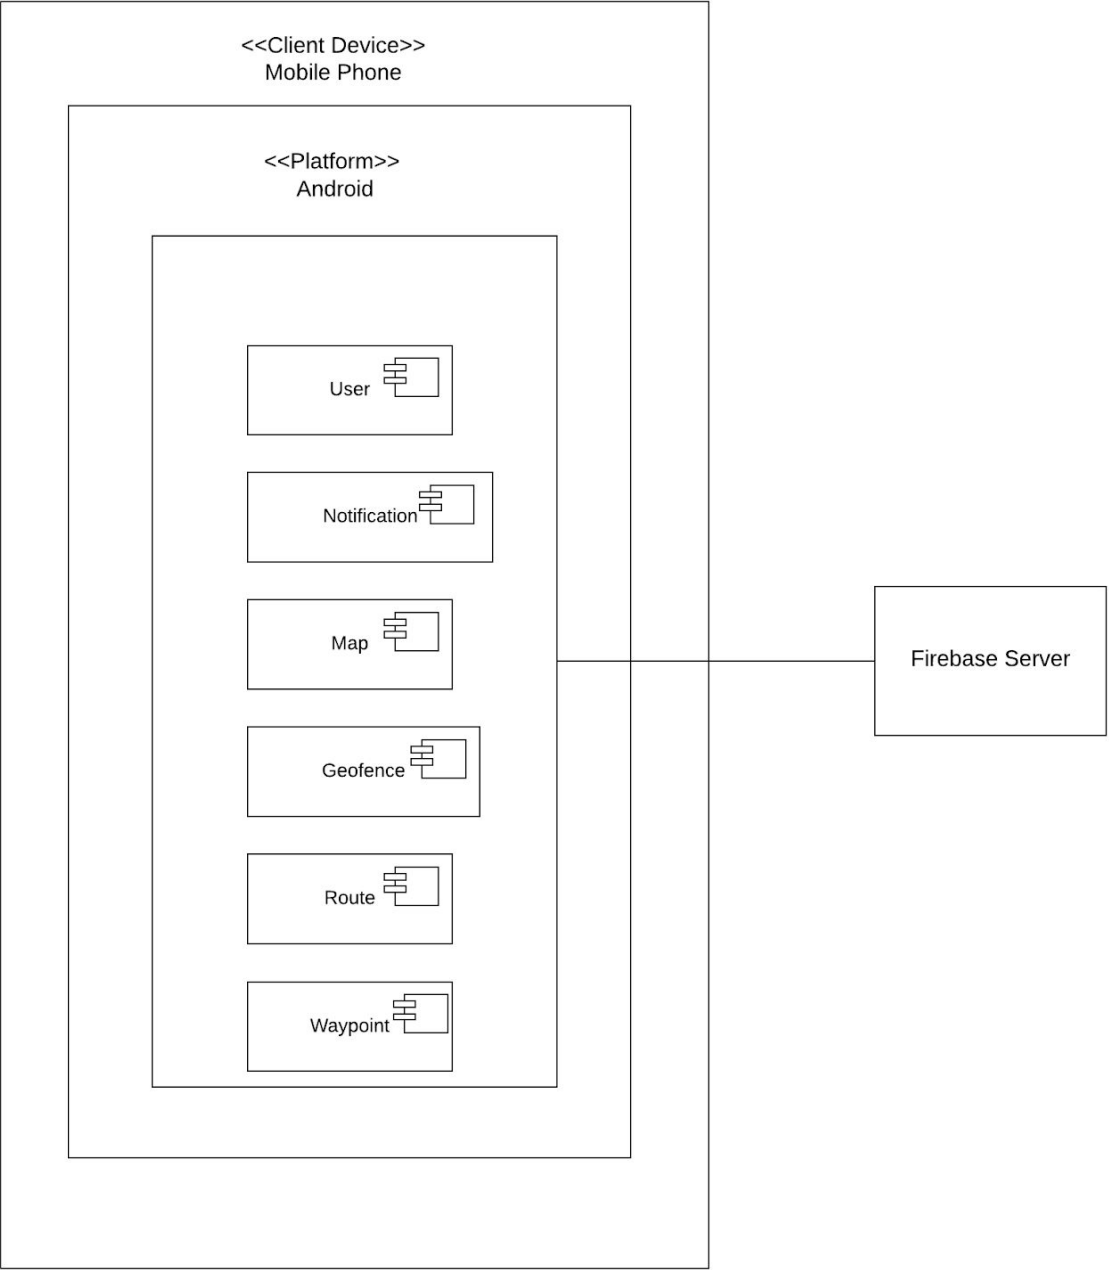 <<Client Device>>
Mobile Phone
<<Platform>>
Android
User
Notification
Map
Geofence
Route
Waypoint
Firebase Server